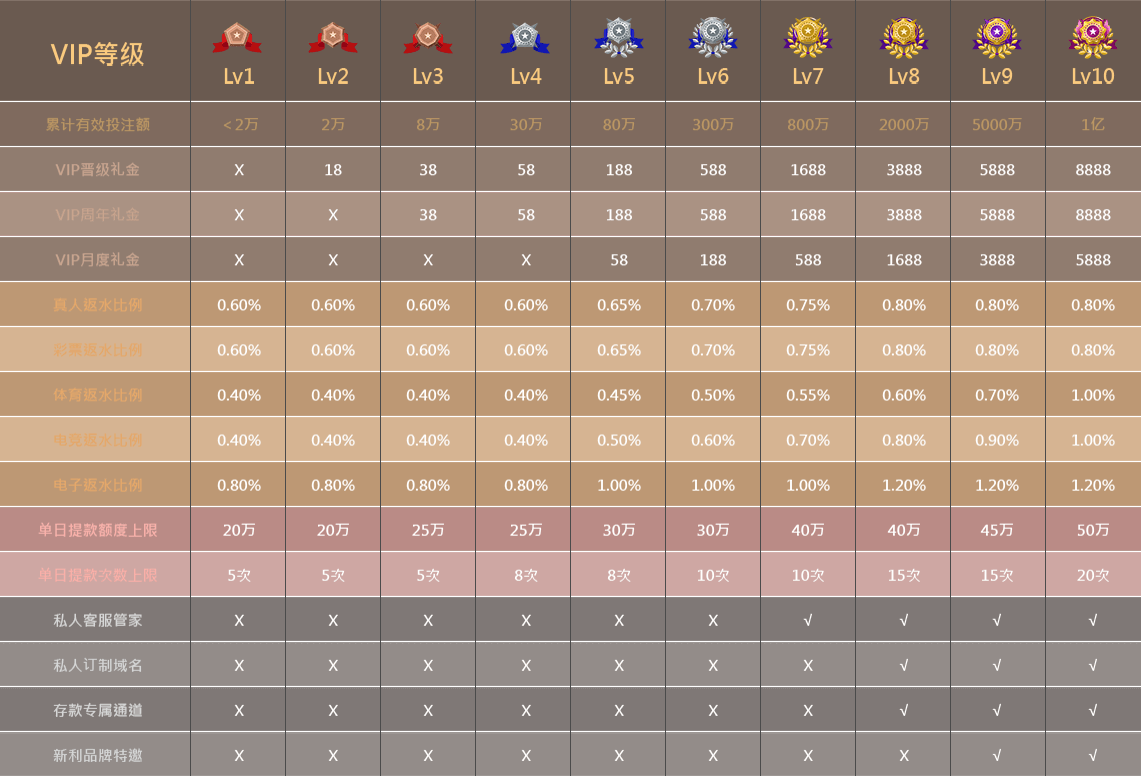 VIP等级 Lv1 Lv2 Lv3 Lv4 Lv5 Lv6 Lv7 Lv8 Lv9 Lv10
累计有效投注额 <2万 2万 8万 30万 80万 300万 800万 2000万 5000万 1亿
VIP晋级礼金 X 18 38 58 188 588 1688 3888 5888 8888
VIP周年礼金 X X 38 58 188 588 1688 3888 5888 8888
VIP月度礼金 X X X X 58 188 588 1688 3888 5888
真人返水比例 0.60% 0.60% 0.60% 0.60% 0.65% 0.70% 0.75% 0.80% 0.80% 0.80%
彩票返水比例 0.60% 0.60% 0.60% 0.60% 0.65% 0.70% 0.75% 0.80% 0.80% 0.80%
体育返水比例 0.40% 0.40% 0.40% 0.40% 0.45% 0.50% 0.55% 0.60% 0.70% 1.00%
电竞返水比例 0.40% 0.40% 0.40% 0.40% 0.50% 0.60% 0.70% 0.80% 0.90% 1.00%
电子返水比例 0.80% 0.80% 0.80% 0.80% 1.00% 1.00% 1.00% 1.20% 1.20% 1.20%
单日提款额度上限 20万 20万 25万 25万 30万 30万 40万 40万 45万 50万
单日提款次数上限 5次 5次 5次 8次 8次 10次 10次 15次 15次 20次
私人客服管家 X X X X X X √ √ √ √
私人订制域名 X X X X X X X √ √ √
存款专属通道 X X X X X X X √ √ √
新利品牌特邀 X X X X X X X X √ √